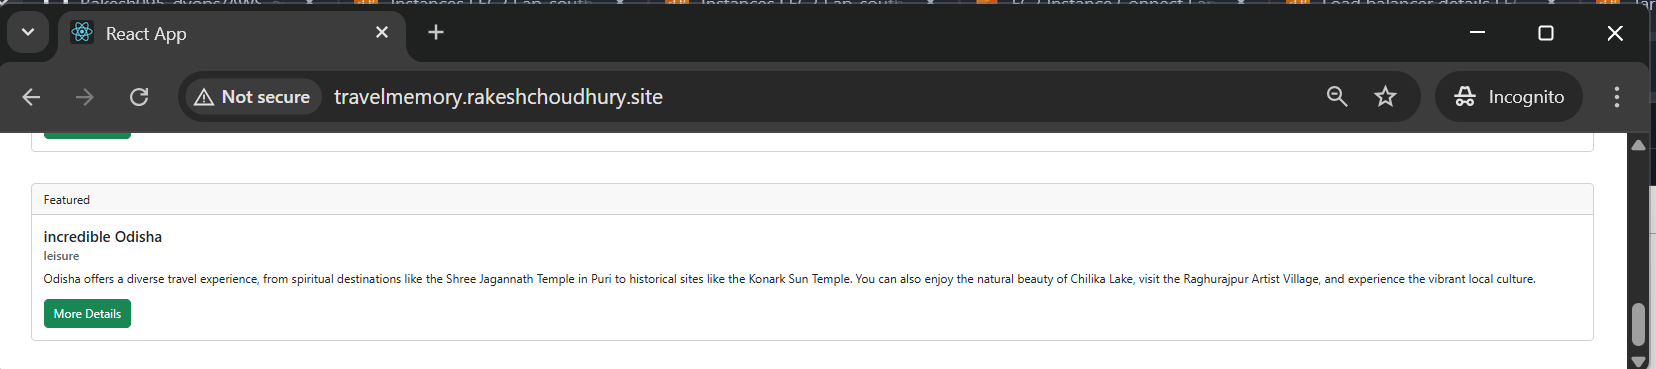 React App
Not secure
travelmemory.rakeshchoudhury.site
Incognito
Featured
incredible Odisha
leisure
Odisha offers a diverse travel experience, from spiritual destinations like the Shree Jagannath Temple in Puri to historical sites like the Konark Sun Temple. You can also enjoy the natural beauty of Chilika Lake, visit the Raghurajpur Artist Village, and experience the vibrant local culture.
More Details